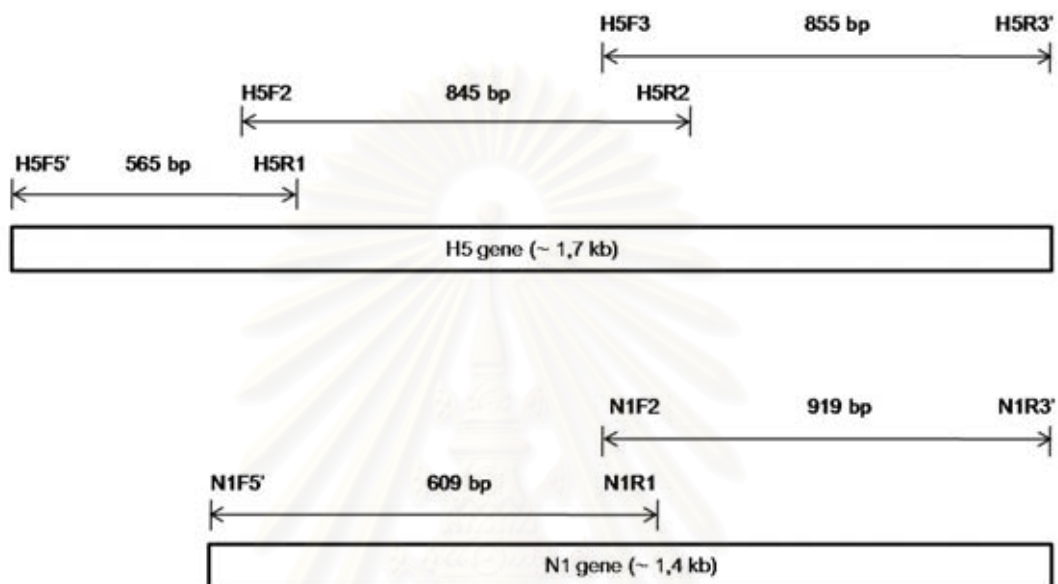 H5F3 855 bp H5R3'
H5F2 845 bp H5R2
H5F5' 565 bp H5R1
H5 gene (~ 1,7 kb)
N1F2 919 bp N1R3'
N1F5' 609 bp N1R1
N1 gene (~ 1,4 kb)